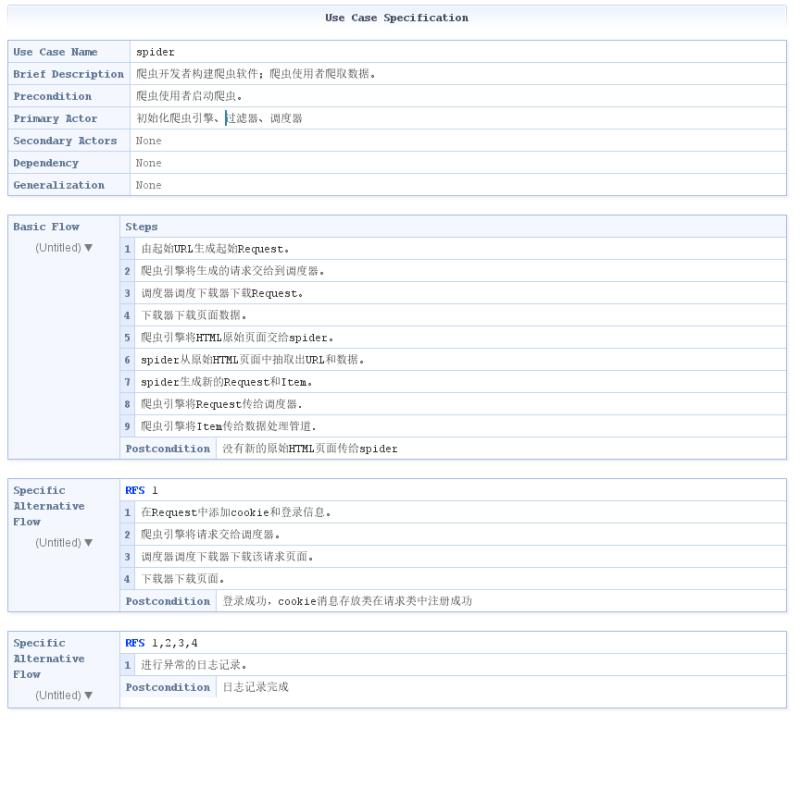 Use Case Specification
Use Case Name spider
Brief Description 爬虫开发者构建爬虫软件；爬虫使用者爬取数据。
Precondition 爬虫使用者启动爬虫。
Primary Actor 初始化爬虫引擎、过滤器、调度器
Secondary Actors None
Dependency None
Generalization None
Basic Flow Steps
(Untitled) ▼
1 由起始URL生成起始Request。
2 爬虫引擎将生成的请求交给到调度器。
3 调度器调度下载器下载Request。
4 下载器下载页面数据。
5 爬虫引擎将HTML原始页面交给spider。
6 spider从原始HTML页面中抽取出URL和数据。
7 spider生成新的Request和Item。
8 爬虫引擎将Request传给调度器.
9 爬虫引擎将Item传给数据处理管道.
Postcondition 没有新的原始HTML页面传给spider
Specific
Alternative
Flow
(Untitled) ▼
RFS 1
1 在Request中添加cookie和登录信息。
2 爬虫引擎将请求交给调度器。
3 调度器调度下载器下载该请求页面。
4 下载器下载页面。
Postcondition 登录成功，cookie消息存放类在请求类中注册成功
Specific
Alternative
Flow
(Untitled) ▼
RFS 1,2,3,4
1 进行异常的日志记录。
Postcondition 日志记录完成